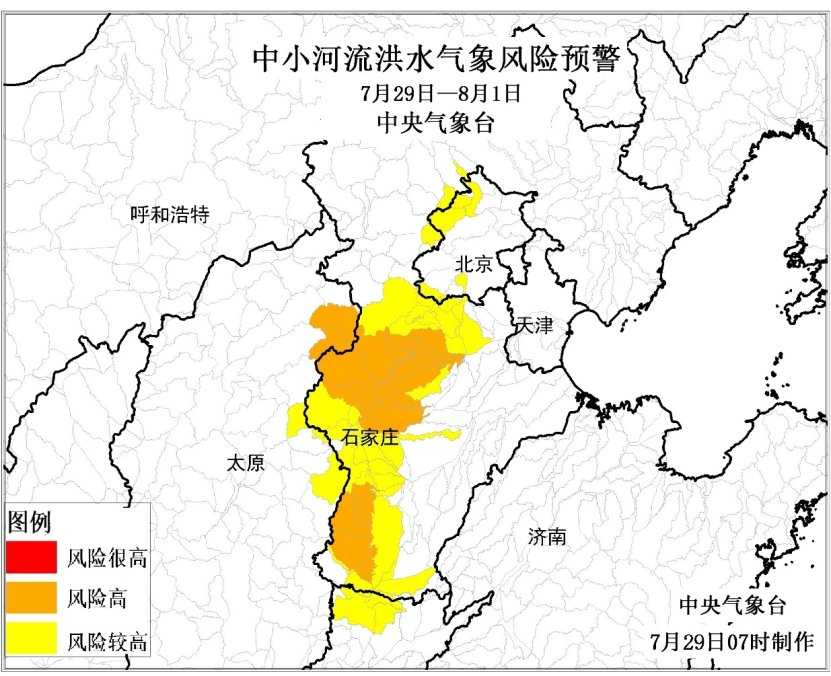 中小河流洪水气象风险预警
7月29日—8月1日
中央气象台
呼和浩特
北京
天津
石家庄
太原
济南
图例
风险很高
风险高
风险较高
中央气象台
7月29日07时制作